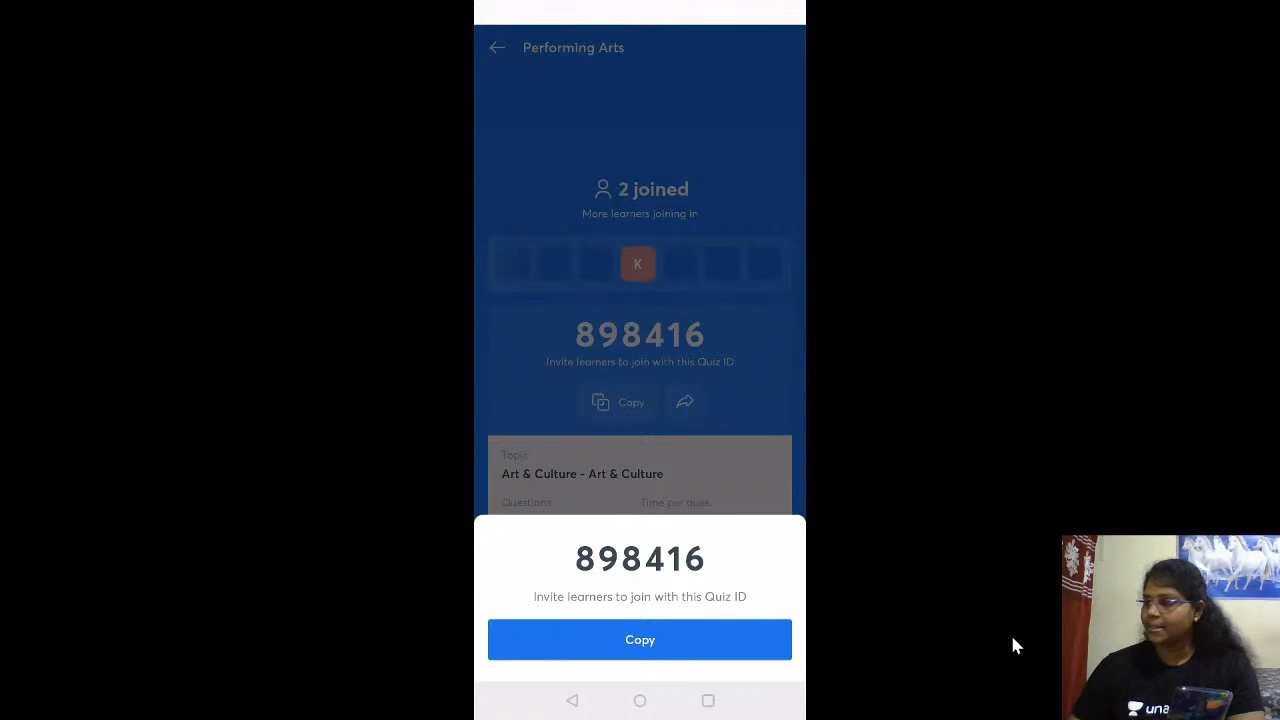 Performing Arts
2 joined
More learners joining in
K
898416
Invite learners to join with this Quiz ID
Copy
Topic
Art & Culture - Art & Culture
Questions Time per ques.
898416
Invite learners to join with this Quiz ID
Copy
una